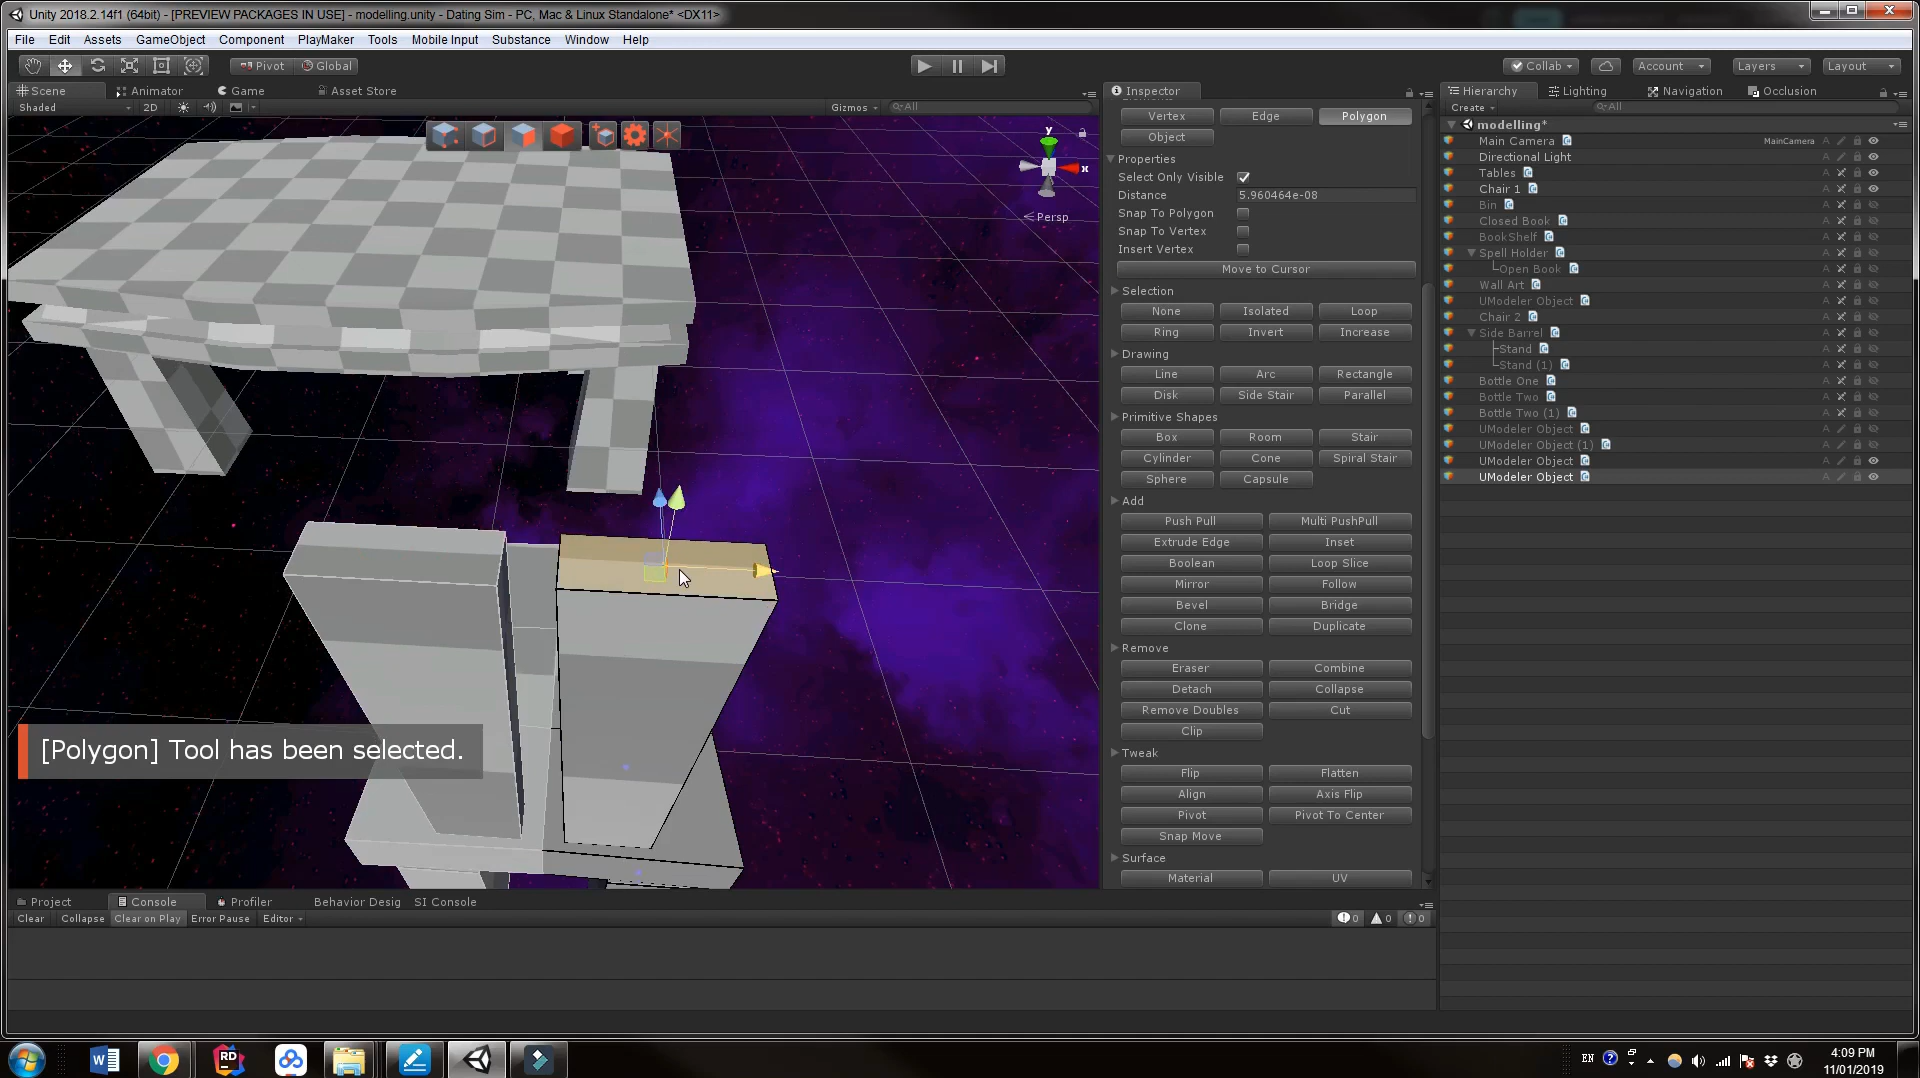 Unity 2018.2.14f1 (64bit) - [PREVIEW PACKAGES IN USE] - modelling.unity - Dating Sim - PC, Mac & Linux Standalone* <DX11>
File Edit Assets GameObject Component PlayMaker Tools Mobile Input Substance Window Help
Pivot Global Collab Account Layers Layout
Scene Animator Game Asset Store
Shaded 2D Gizmos All
y
x
Persp
[Polygon] Tool has been selected.
Inspector
Vertex Edge Polygon
Object
Properties
Select Only Visible
Distance 5.960464e-08
Snap To Polygon
Snap To Vertex
Insert Vertex
Move to Cursor
Selection
None Isolated Loop
Ring Invert Increase
Drawing
Line Arc Rectangle
Disk Side Stair Parallel
Primitive Shapes
Box Room Stair
Cylinder Cone Spiral Stair
Sphere Capsule
Add
Push Pull Multi PushPull
Extrude Edge Inset
Boolean Loop Slice
Mirror Follow
Bevel Bridge
Clone Duplicate
Remove
Eraser Combine
Detach Collapse
Remove Doubles Cut
Clip
Tweak
Flip Flatten
Align Axis Flip
Pivot Pivot To Center
Snap Move
Surface
Material UV
Hierarchy Lighting Navigation Occlusion
Create All
modelling*
Main Camera MainCamera
Directional Light
Tables
Chair 1
Bin
Closed Book
BookShelf
Spell Holder
Open Book
Wall Art
UModeler Object
Chair 2
Side Barrel
Stand
Stand (1)
Bottle One
Bottle Two
Bottle Two (1)
UModeler Object
UModeler Object (1)
UModeler Object
UModeler Object
Project Console Profiler Behavior Desig SI Console
Clear Collapse Clear on Play Error Pause Editor 0 0 0
EN
4:09 PM
11/01/2019